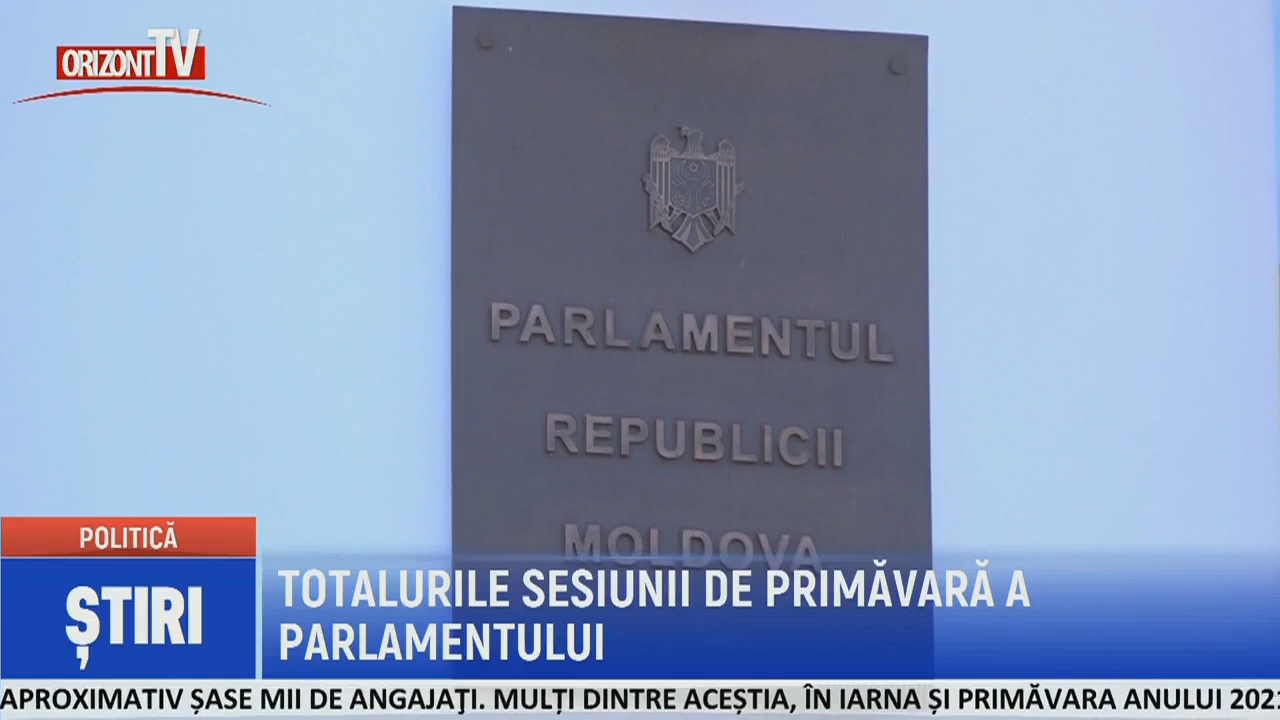 ORIZONT TV
PARLAMENTUL
REPUBLICII
MOLDOVA
POLITICĂ
ȘTIRI
TOTALURILE SESIUNII DE PRIMĂVARĂ A
PARLAMENTULUI
APROXIMATIV ȘASE MII DE ANGAJAŢI. MULȚI DINTRE ACEȘTIA, ÎN IARNA ȘI PRIMĂVARA ANULUI